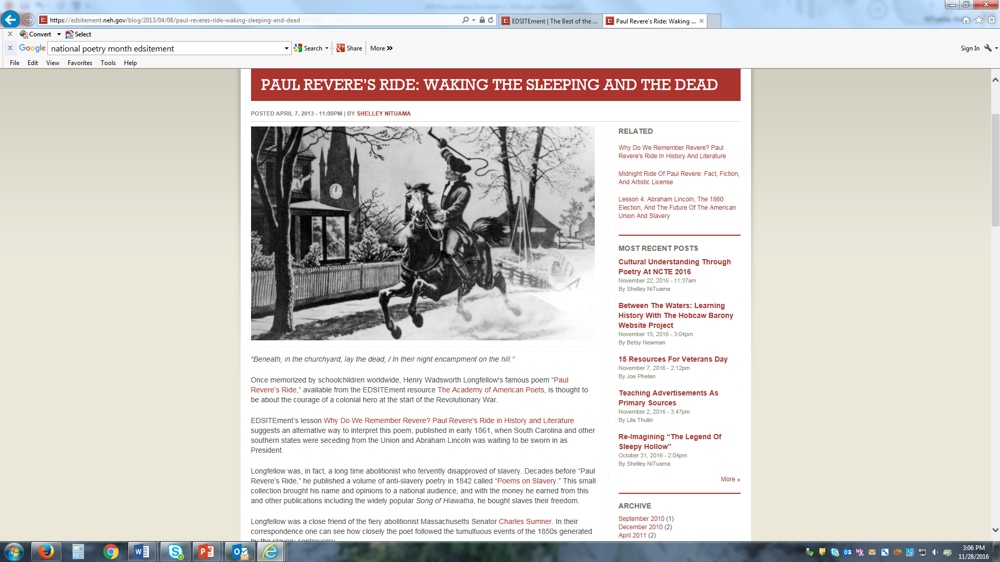 https://edsitement.neh.gov/blog/2013/04/08/paul-reveres-ride-waking-sleeping-and-dead
EDSITEment | The Best of the ...
Paul Revere's Ride: Waking ...
Convert
Select
Google
national poetry month edsitement
Search
Share
More »
Sign In
File Edit View Favorites Tools Help
PAUL REVERE’S RIDE: WAKING THE SLEEPING AND THE DEAD
POSTED APRIL 7, 2013 - 11:00PM | BY SHELLEY NITUAMA
“Beneath, in the churchyard, lay the dead, / In their night encampment on the hill.”
Once memorized by schoolchildren worldwide, Henry Wadsworth Longfellow's famous poem “Paul
Revere’s Ride,” available from the EDSITEment resource The Academy of American Poets, is thought to
be about the courage of a colonial hero at the start of the Revolutionary War.
EDSITEment’s lesson Why Do We Remember Revere? Paul Revere's Ride in History and Literature
suggests an alternative way to interpret this poem, published in early 1861, when South Carolina and other
southern states were seceding from the Union and Abraham Lincoln was waiting to be sworn in as
President.
Longfellow was, in fact, a long time abolitionist who fervently disapproved of slavery. Decades before “Paul
Revere’s Ride,” he published a volume of anti-slavery poetry in 1842 called “Poems on Slavery.” This small
collection brought his name and opinions to a national audience, and with the money he earned from this
and other publications including the widely popular Song of Hiawatha, he bought slaves their freedom.
Longfellow was a close friend of the fiery abolitionist Massachusetts Senator Charles Sumner. In their
correspondence one can see how closely the poet followed the tumultuous events of the 1850s generated
by the slavery controversy.
RELATED
Why Do We Remember Revere? Paul
Revere's Ride In History And Literature
Midnight Ride Of Paul Revere: Fact, Fiction,
And Artistic License
Lesson 4: Abraham Lincoln, The 1860
Election, And The Future Of The American
Union And Slavery
MOST RECENT POSTS
Cultural Understanding Through
Poetry At NCTE 2016
November 22, 2016 - 11:37am
By Shelley NiTuama
Between The Waters: Learning
History With The Hobcaw Barony
Website Project
November 15, 2016 - 3:04pm
By Betsy Newman
15 Resources For Veterans Day
November 7, 2016 - 2:12pm
By Joe Phelan
Teaching Advertisements As
Primary Sources
November 2, 2016 - 3:47pm
By Lila Thulin
Re-Imagining “The Legend Of
Sleepy Hollow”
October 31, 2016 - 2:04pm
By Shelley NiTuama
More »
ARCHIVE
September 2010 (1)
December 2010 (2)
April 2011 (2)
3:06 PM
11/28/2016